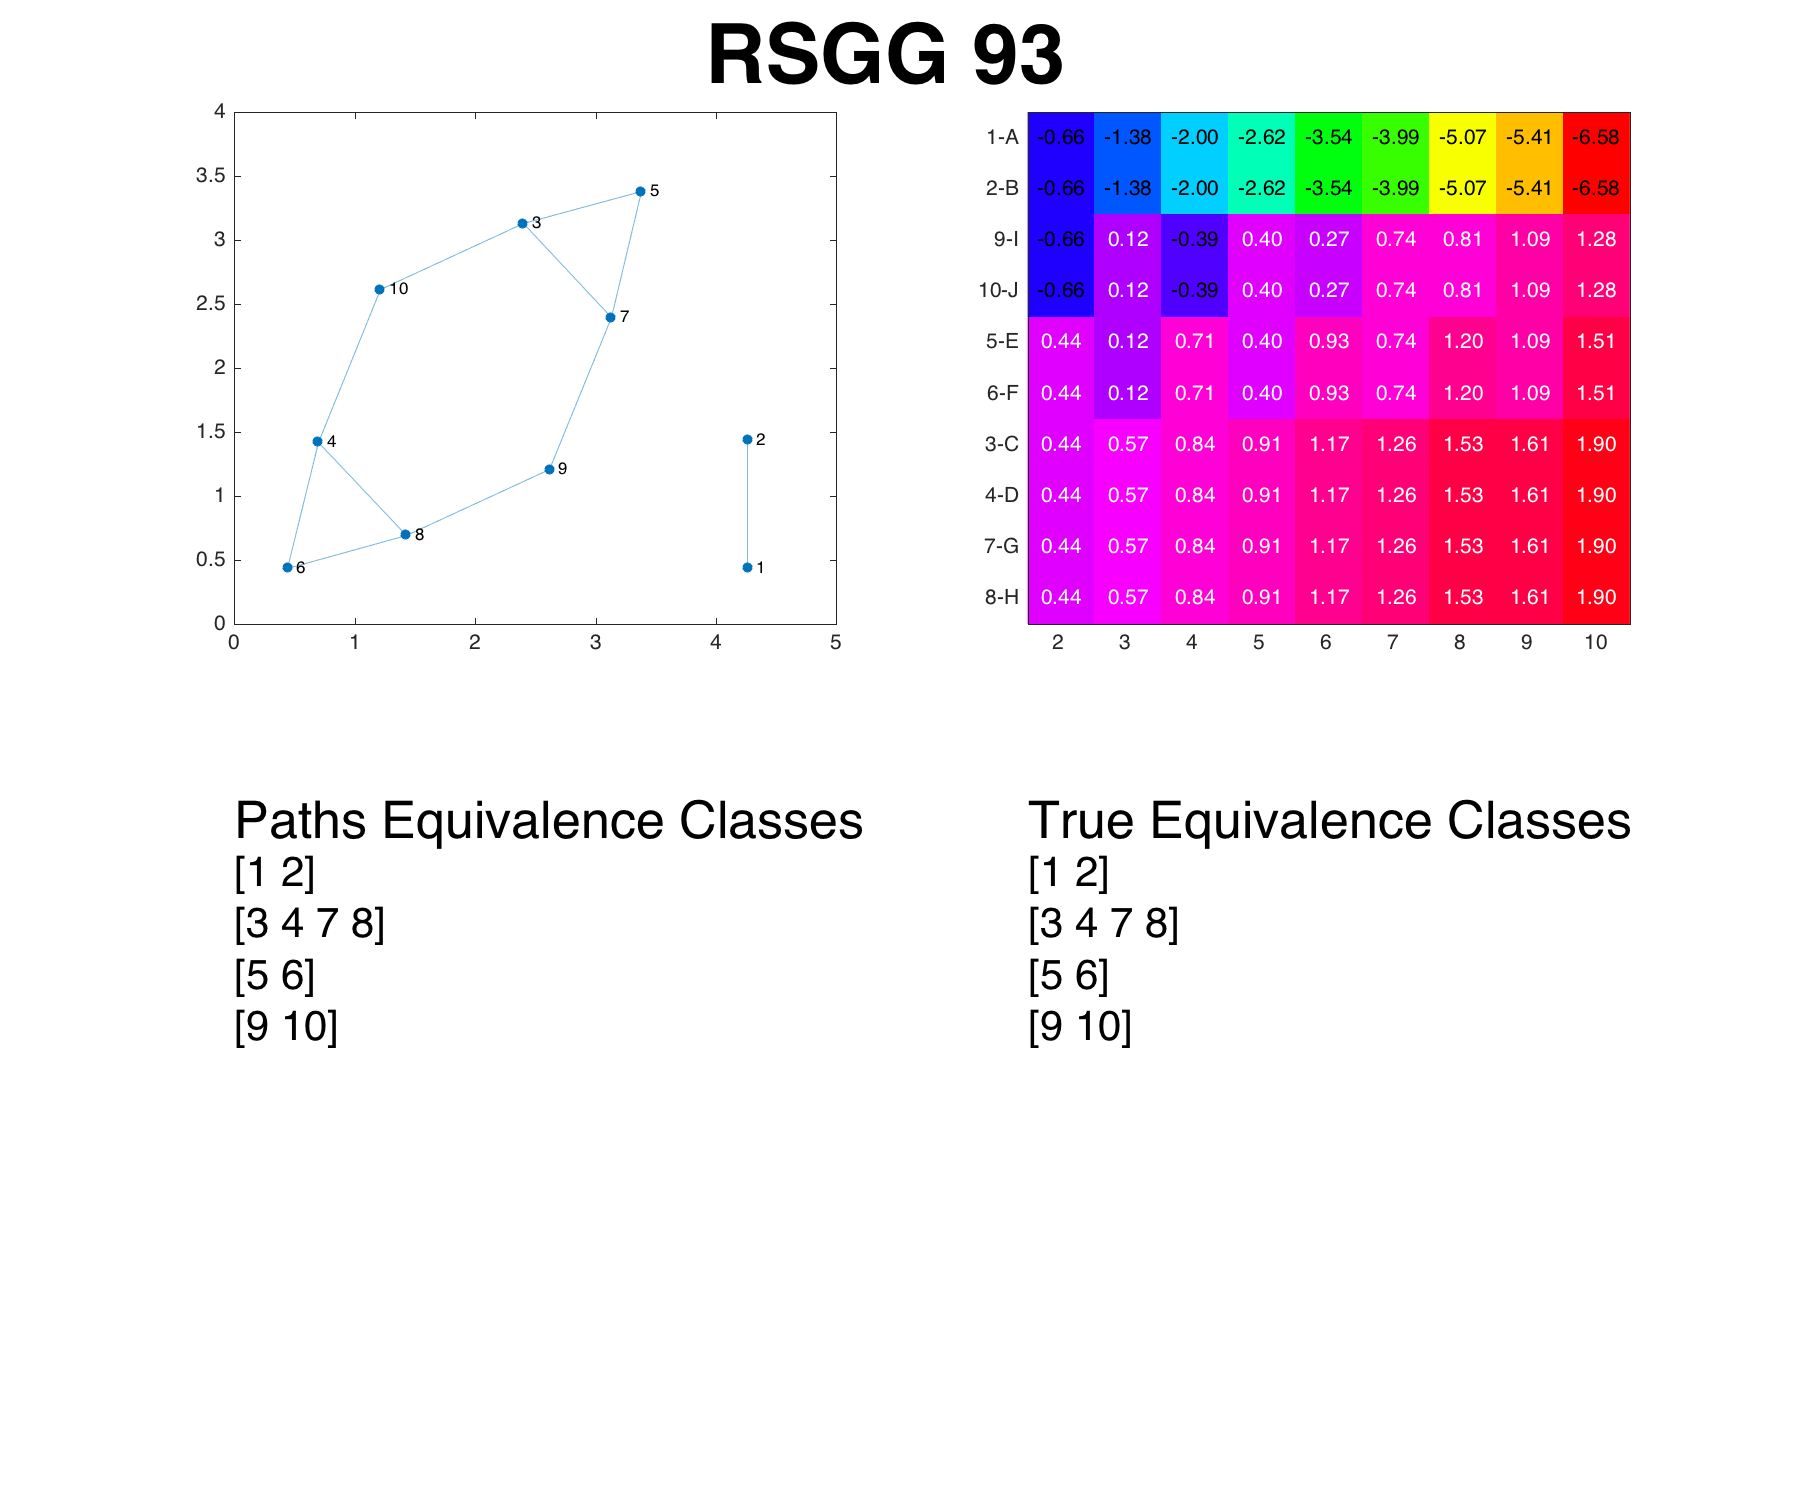 RSGG 93
4
3.5
3
2.5
2
1.5
1
0.5
0
0 1 2 3 4 5
5
3
10
7
4
2
9
8
6
1
1-A -0.66 -1.38 -2.00 -2.62 -3.54 -3.99 -5.07 -5.41 -6.58
2-B -0.66 -1.38 -2.00 -2.62 -3.54 -3.99 -5.07 -5.41 -6.58
9-I -0.66 0.12 -0.39 0.40 0.27 0.74 0.81 1.09 1.28
10-J -0.66 0.12 -0.39 0.40 0.27 0.74 0.81 1.09 1.28
5-E 0.44 0.12 0.71 0.40 0.93 0.74 1.20 1.09 1.51
6-F 0.44 0.12 0.71 0.40 0.93 0.74 1.20 1.09 1.51
3-C 0.44 0.57 0.84 0.91 1.17 1.26 1.53 1.61 1.90
4-D 0.44 0.57 0.84 0.91 1.17 1.26 1.53 1.61 1.90
7-G 0.44 0.57 0.84 0.91 1.17 1.26 1.53 1.61 1.90
8-H 0.44 0.57 0.84 0.91 1.17 1.26 1.53 1.61 1.90
2 3 4 5 6 7 8 9 10
Paths Equivalence Classes
[1 2]
[3 4 7 8]
[5 6]
[9 10]
True Equivalence Classes
[1 2]
[3 4 7 8]
[5 6]
[9 10]